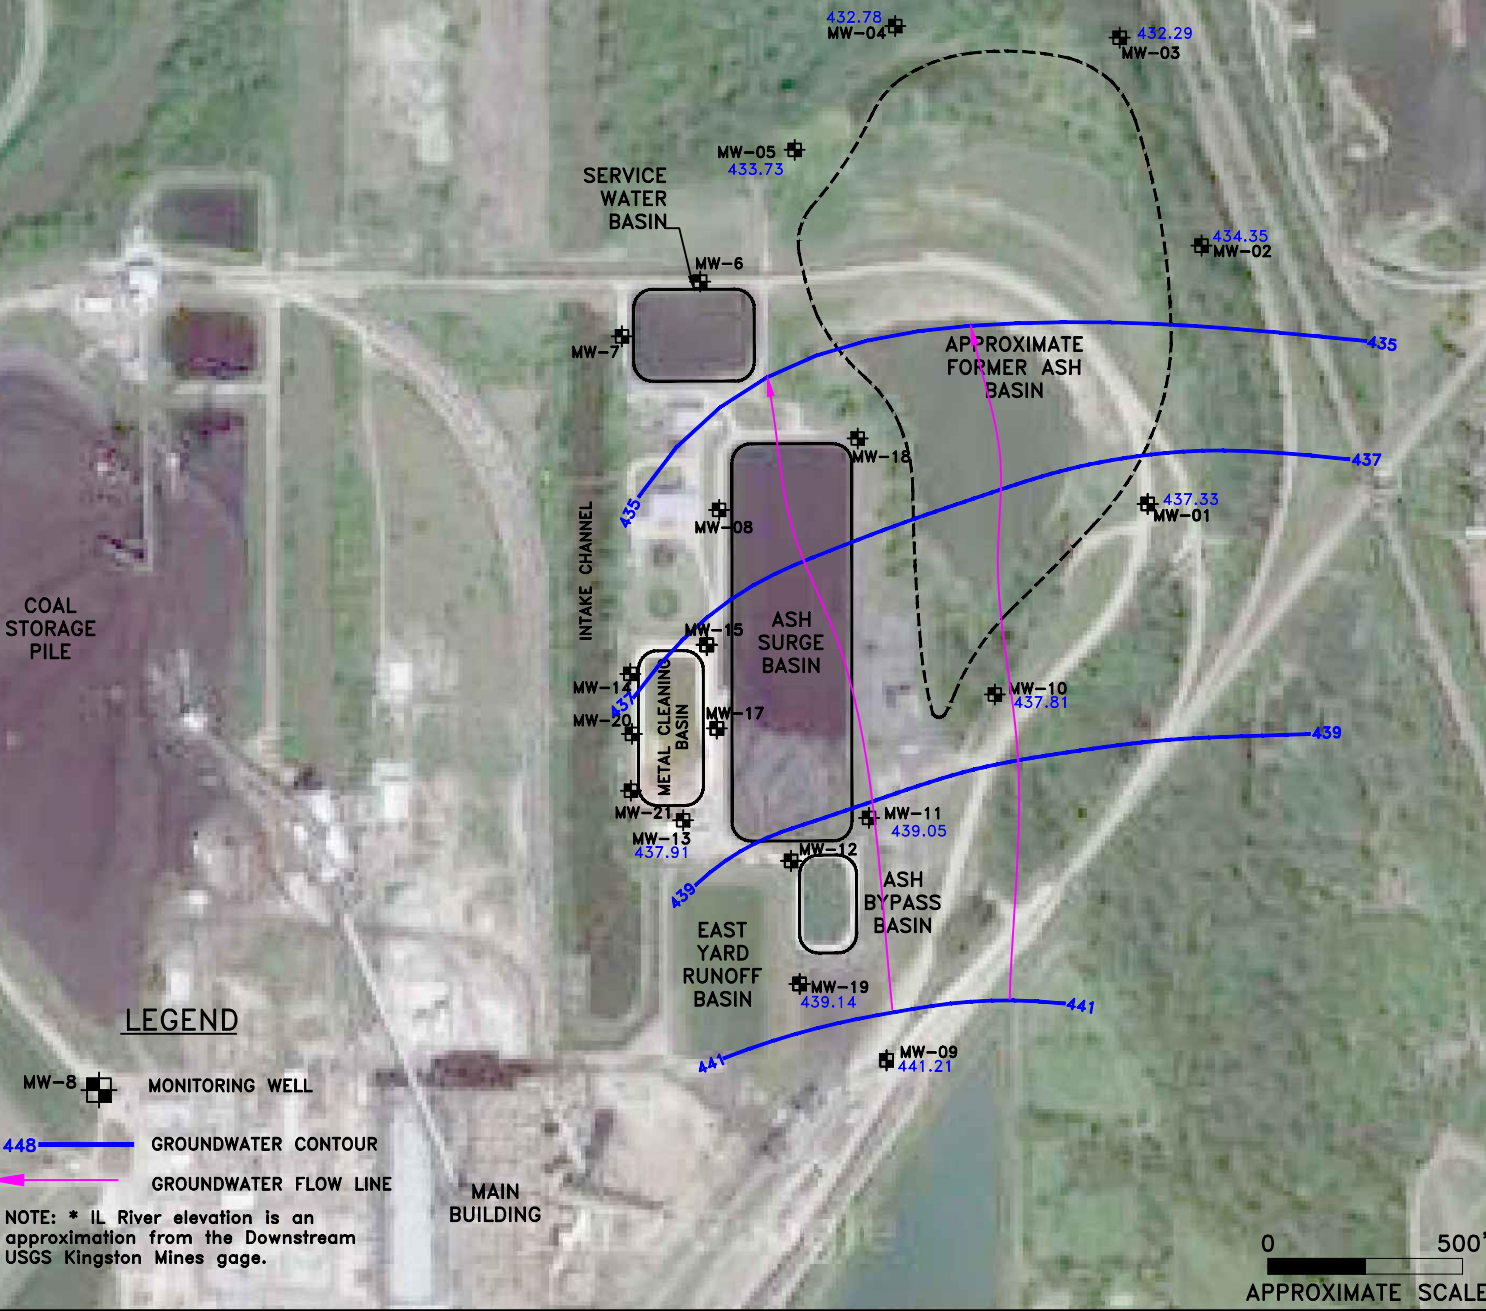 432.78
MW-04
432.29
MW-03
MW-05
433.73
SERVICE
WATER
BASIN
434.35
MW-02
MW-6
MW-7
435
APPROXIMATE
FORMER ASH
BASIN
MW-18
437
435
MW-08
437.33
MW-01
INTAKE CHANNEL
COAL
STORAGE
PILE
ASH
SURGE
BASIN
MW-15
MW-14
437
METAL CLEANING
BASIN
MW-20
MW-17
MW-10
437.81
439
MW-21
MW-13
437.91
MW-11
439.05
MW-12
439
ASH
BYPASS
BASIN
EAST
YARD
RUNOFF
BASIN
MW-19
439.14
441
441
MW-09
441.21
LEGEND
MW-8 MONITORING WELL
448 GROUNDWATER CONTOUR
GROUNDWATER FLOW LINE
NOTE: * IL River elevation is an
approximation from the Downstream
USGS Kingston Mines gage.
MAIN
BUILDING
0 500'
APPROXIMATE SCALE